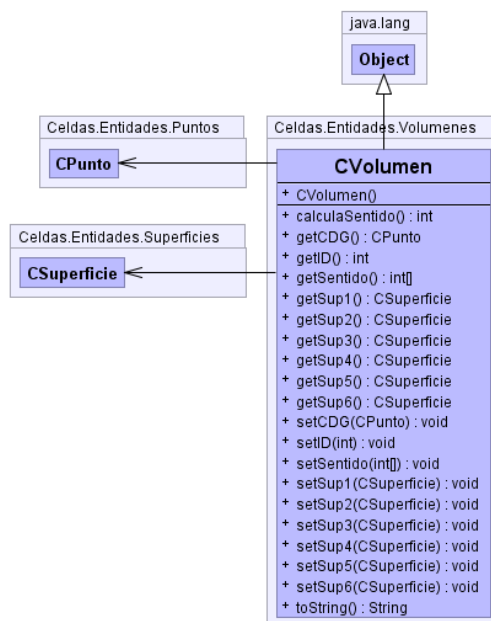 java.lang
Object
Celdas.Entidades.Puntos
CPunto
Celdas.Entidades.Superficies
CSuperficie
Celdas.Entidades.Volumenes
CVolumen
+ CVolumen()
+ calculaSentido() : int
+ getCDG() : CPunto
+ getID() : int
+ getSentido() : int[]
+ getSup1() : CSuperficie
+ getSup2() : CSuperficie
+ getSup3() : CSuperficie
+ getSup4() : CSuperficie
+ getSup5() : CSuperficie
+ getSup6() : CSuperficie
+ setCDG(CPunto) : void
+ setID(int) : void
+ setSentido(int[]) : void
+ setSup1(CSuperficie) : void
+ setSup2(CSuperficie) : void
+ setSup3(CSuperficie) : void
+ setSup4(CSuperficie) : void
+ setSup5(CSuperficie) : void
+ setSup6(CSuperficie) : void
+ toString() : String